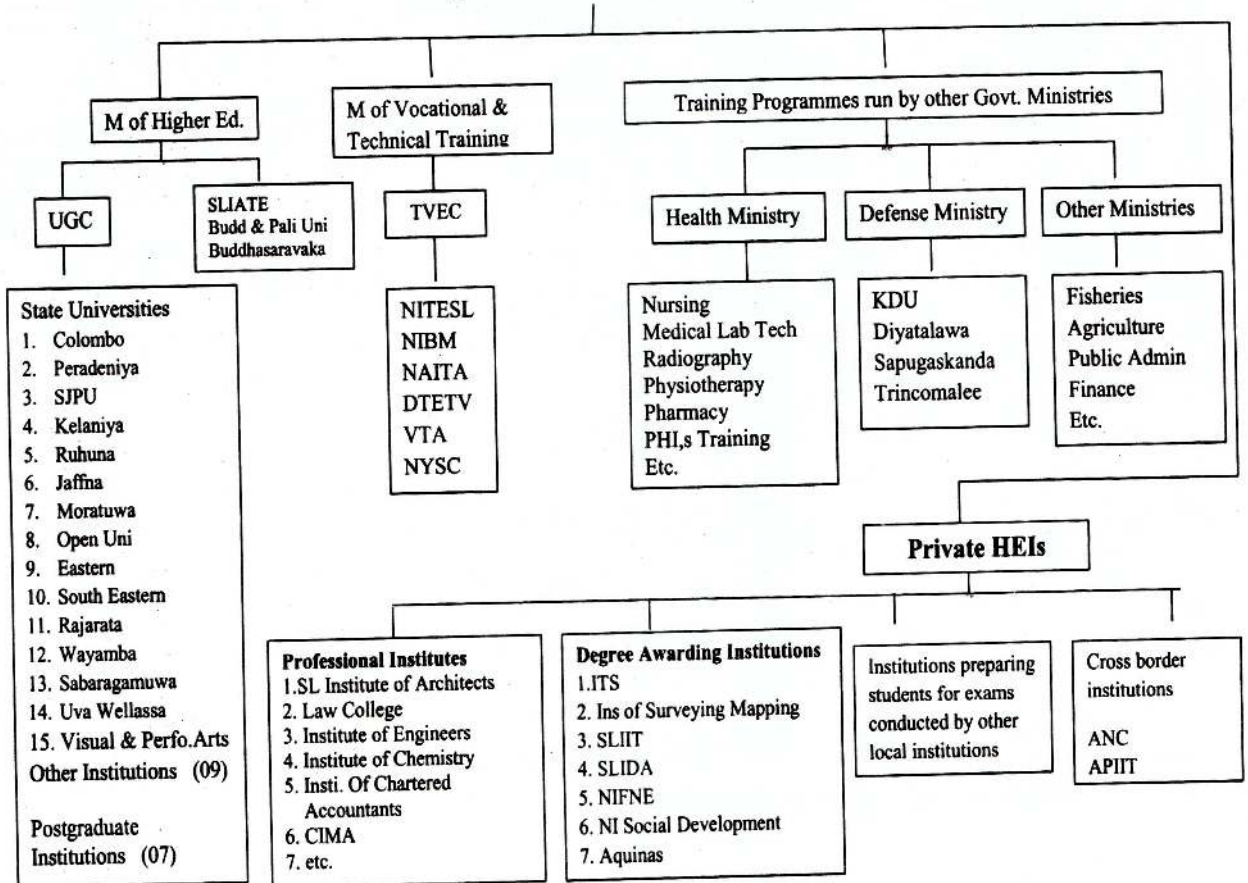 M of Higher Ed.
M of Vocational &
Technical Training
Training Programmes run by other Govt. Ministries
UGC
SLIATE
Budd & Pali Uni
Buddhasaravaka
TVEC
Health Ministry
Defense Ministry
Other Ministries
State Universities
1. Colombo
2. Peradeniya
3. SJPU
4. Kelaniya
5. Ruhuna
6. Jaffna
7. Moratuwa
8. Open Uni
9. Eastern
10. South Eastern
11. Rajarata
12. Wayamba
13. Sabaragamuwa
14. Uva Wellassa
15. Visual & Perfo.Arts
Other Institutions (09)
Postgraduate
Institutions (07)
NITESL
NIBM
NAITA
DTETV
VTA
NYSC
Nursing
Medical Lab Tech
Radiography
Physiotherapy
Pharmacy
PHI,s Training
Etc.
KDU
Diyatalawa
Sapugaskanda
Trincomalee
Fisheries
Agriculture
Public Admin
Finance
Etc.
Private HEIs
Professional Institutes
1.SL Institute of Architects
2. Law College
3. Institute of Engineers
4. Institute of Chemistry
5. Insti. Of Chartered
Accountants
6. CIMA
7. etc.
Degree Awarding Institutions
1.ITS
2. Ins of Surveying Mapping
3. SLIIT
4. SLIDA
5. NIFNE
6. NI Social Development
7. Aquinas
Institutions preparing
students for exams
conducted by other
local institutions
Cross border
institutions
ANC
APIIT